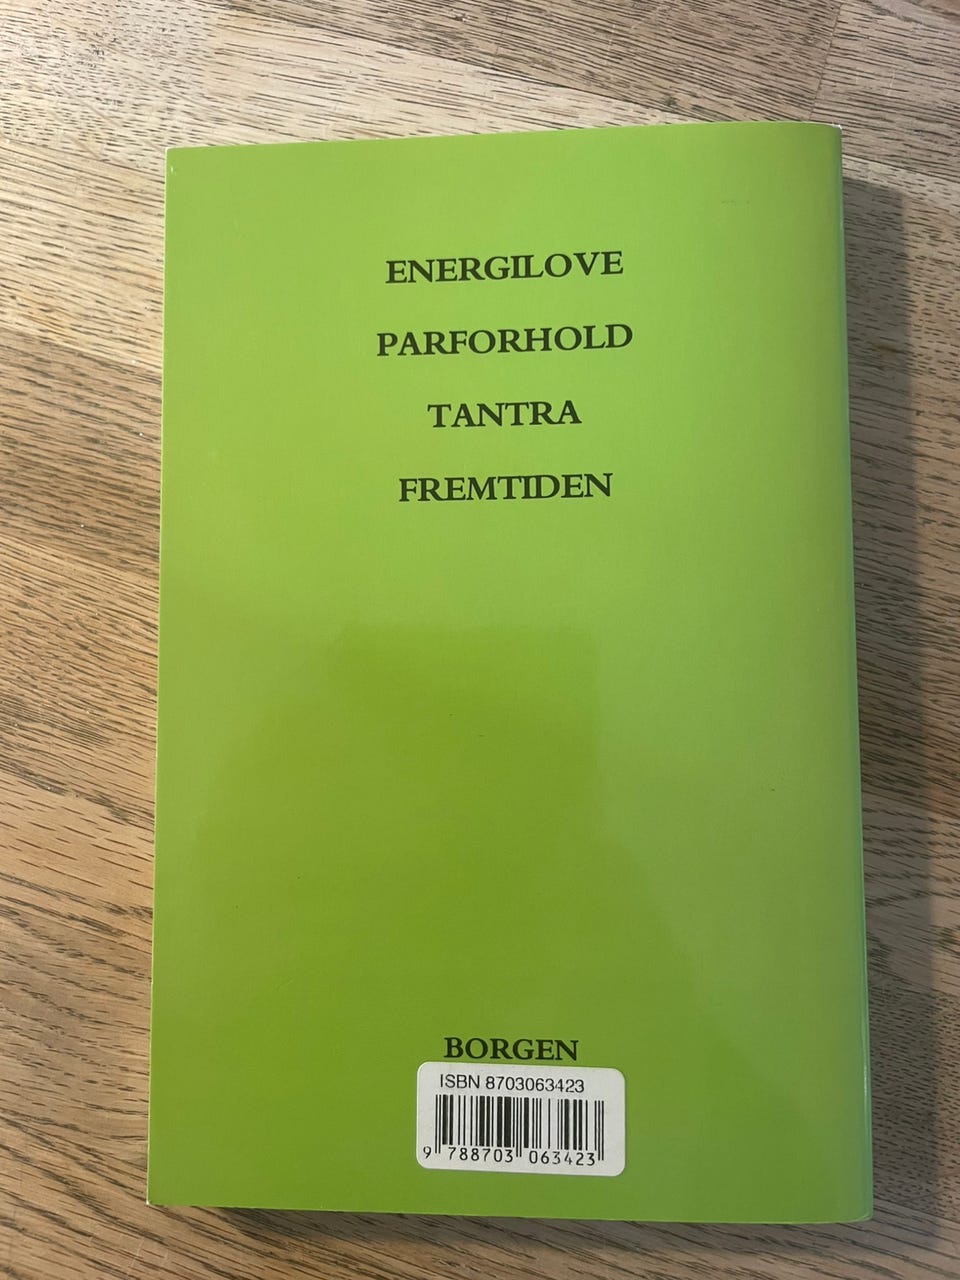 ENERGILOVE
PARFORHOLD
TANTRA
FREMTIDEN
BORGEN
ISBN 8703063423
9 788703 063423